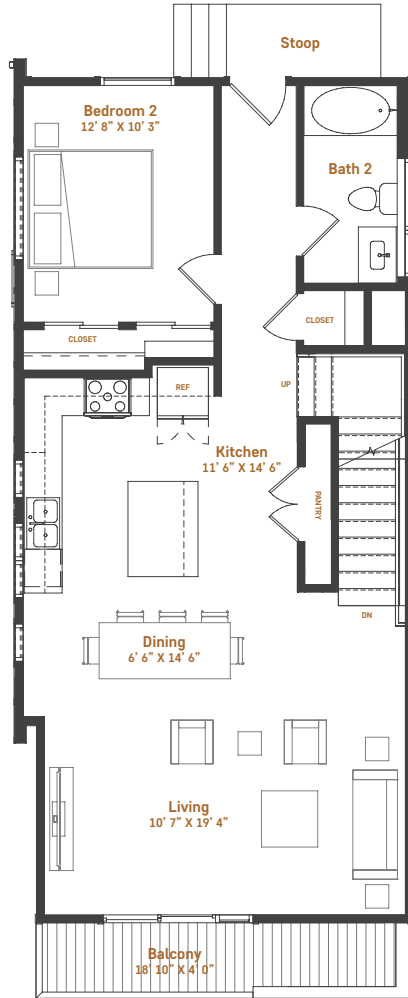 Stoop
Bedroom 2
12’ 8” X 10’ 3”
Bath 2
CLOSET
CLOSET
REF
UP
Kitchen
11’ 6” X 14’ 6”
PANTRY
DN
Dining
6’ 6” X 14’ 6”
Living
10’ 7” X 19’ 4”
Balcony
18’ 10” X 4’ 0”